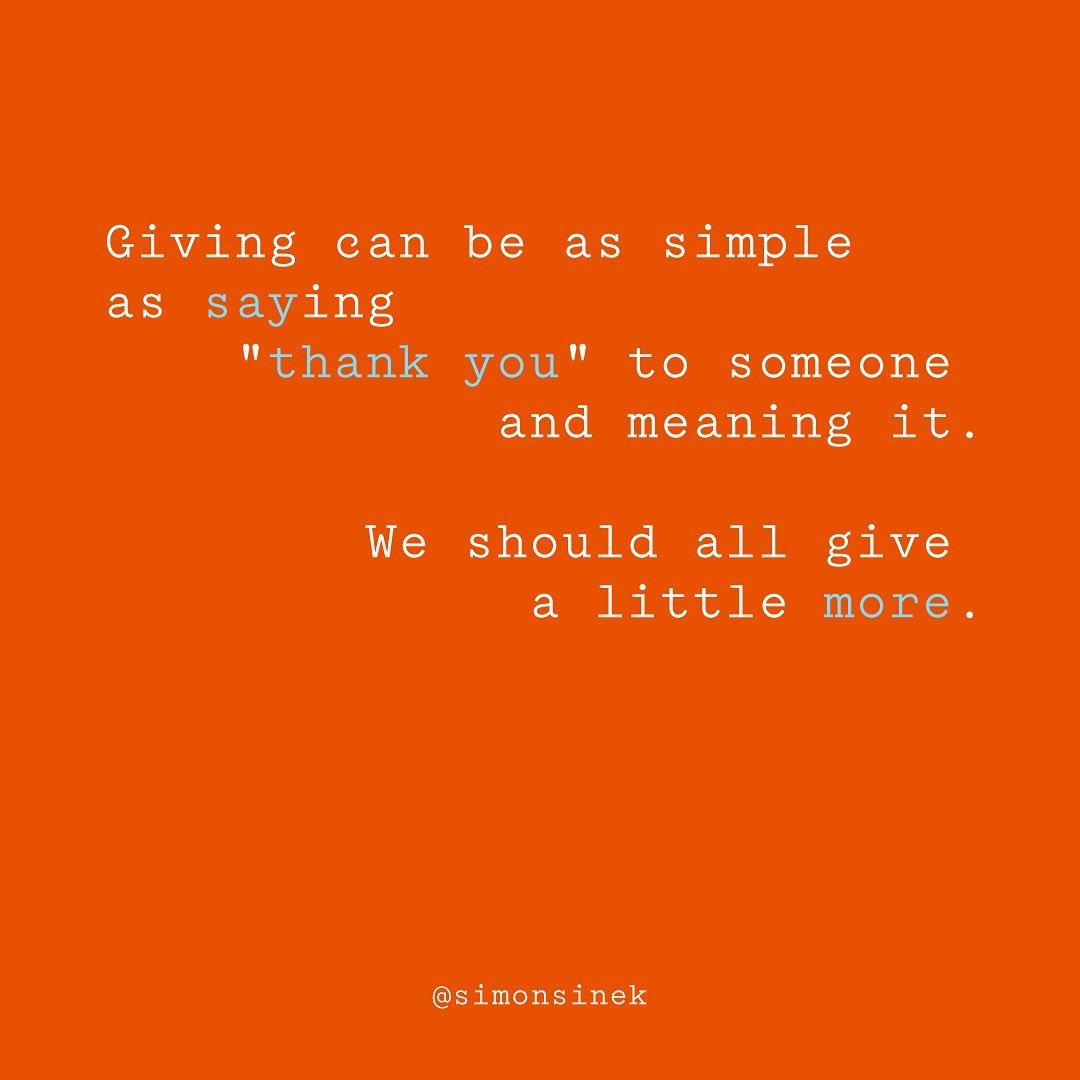 Giving can be as simple
as saying
"thank you" to someone
and meaning it.
We should all give
a little more.
@simonsinek